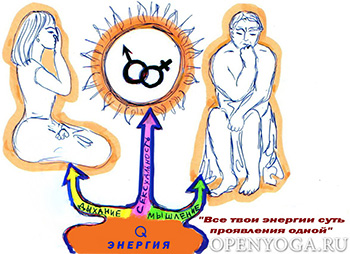 ДЫХАНИЕ
СЕКСУАЛЬНОСТЬ
МЫШЛЕНИЕ
Q
ЭНЕРГИЯ
"Все твои энергии суть
проявления одной"
OPENYOGA.RU